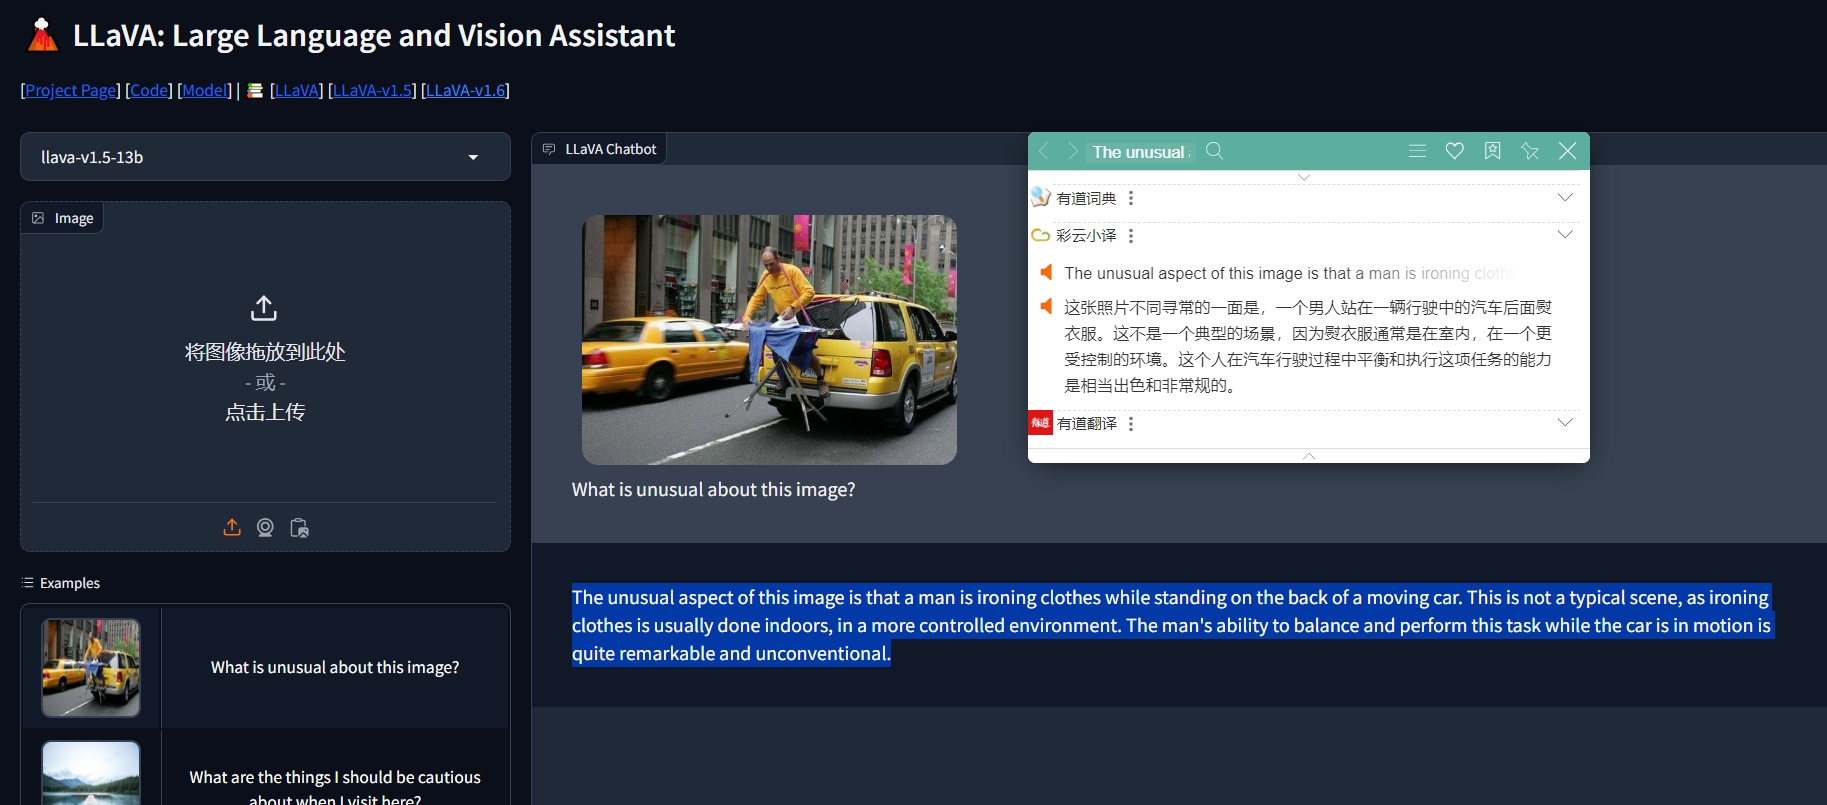 LLaVA: Large Language and Vision Assistant
[Project Page] [Code] [Model] | 📚 [LLaVA] [LLaVA-v1.5] [LLaVA-v1.6]
llava-v1.5-13b
Image
将图像拖放到此处
- 或 -
点击上传
Examples
What is unusual about this image?
What are the things I should be cautious
about when I visit here?
LLaVA Chatbot
What is unusual about this image?
The unusual aspect of this image is that a man is ironing clothes while standing on the back of a moving car. This is not a typical scene, as ironing
clothes is usually done indoors, in a more controlled environment. The man's ability to balance and perform this task while the car is in motion is
quite remarkable and unconventional.
The unusual
有道词典
彩云小译
The unusual aspect of this image is that a man is ironing cloth
这张照片不同寻常的一面是，一个男人站在一辆行驶中的汽车后面熨
衣服。这不是一个典型的场景，因为熨衣服通常是在室内，在一个更
受控制的环境。这个人在汽车行驶过程中平衡和执行这项任务的能力
是相当出色和非常规的。
有道
有道翻译